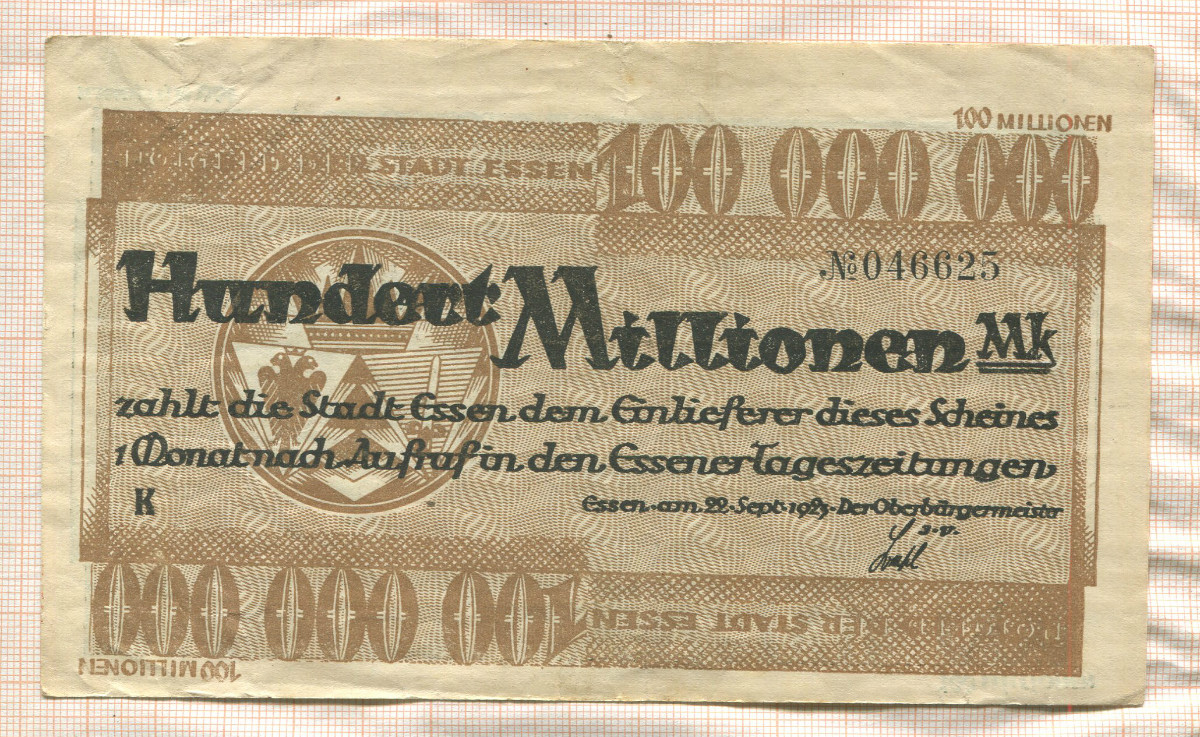 100 MILLIONEN
NOTGELD DER STADT ESSEN
100 000 000
№ 046625
Hundert Millionen Mk
zahlt die Stadt Essen dem Einlieferer dieses Scheines
1 Monat nach Aufruf in den Essener Tageszeitungen
K
Essen·am 22·Sept·1923·Der Oberbürgermeister
J·V·
100 000 000
NOTGELD DER STADT ESSEN
100 MILLIONEN